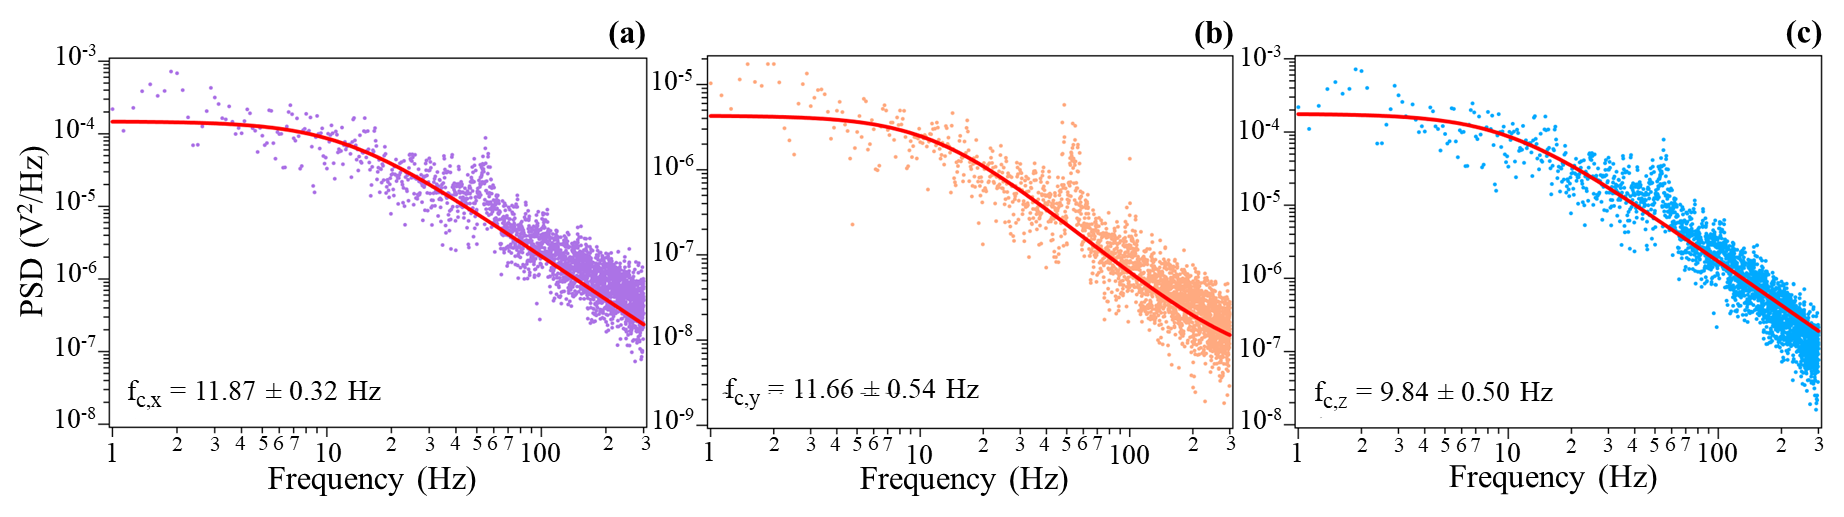 (a)
(b)
(c)
PSD (V²/Hz)
10⁻³
10⁻⁴
10⁻⁵
10⁻⁶
10⁻⁷
10⁻⁸
f_c,x = 11.87 ± 0.32 Hz
1 2 3 4 5 6 7 10 2 3 4 5 6 7 100 2 3
Frequency (Hz)
10⁻⁵
10⁻⁶
10⁻⁷
10⁻⁸
10⁻⁹
f_c,y = 11.66 ± 0.54 Hz
1 2 3 4 5 6 7 10 2 3 4 5 6 7 100 2 3
Frequency (Hz)
10⁻³
10⁻⁴
10⁻⁵
10⁻⁶
10⁻⁷
10⁻⁸
f_c,z = 9.84 ± 0.50 Hz
1 2 3 4 5 6 7 10 2 3 4 5 6 7 100 2 3
Frequency (Hz)